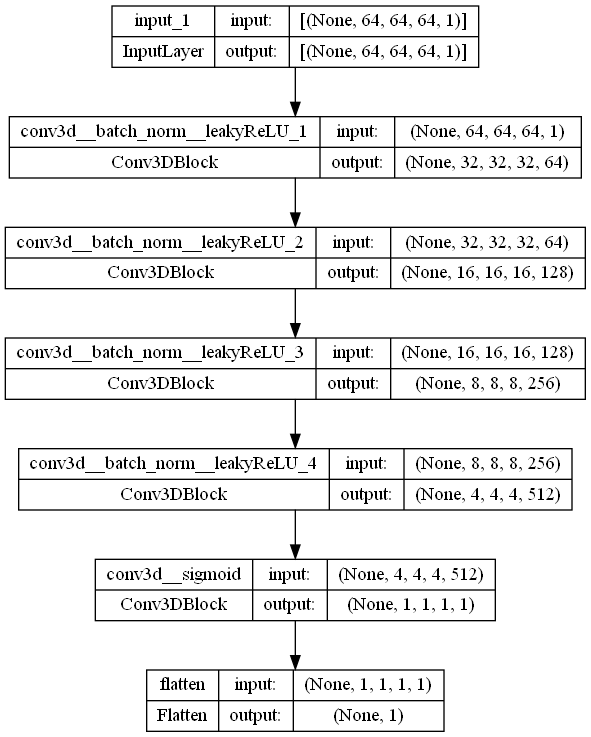 input_1 input: [(None, 64, 64, 64, 1)]
InputLayer output: [(None, 64, 64, 64, 1)]
conv3d__batch_norm__leakyReLU_1 input: (None, 64, 64, 64, 1)
Conv3DBlock output: (None, 32, 32, 32, 64)
conv3d__batch_norm__leakyReLU_2 input: (None, 32, 32, 32, 64)
Conv3DBlock output: (None, 16, 16, 16, 128)
conv3d__batch_norm__leakyReLU_3 input: (None, 16, 16, 16, 128)
Conv3DBlock output: (None, 8, 8, 8, 256)
conv3d__batch_norm__leakyReLU_4 input: (None, 8, 8, 8, 256)
Conv3DBlock output: (None, 4, 4, 4, 512)
conv3d__sigmoid input: (None, 4, 4, 4, 512)
Conv3DBlock output: (None, 1, 1, 1, 1)
flatten input: (None, 1, 1, 1, 1)
Flatten output: (None, 1)